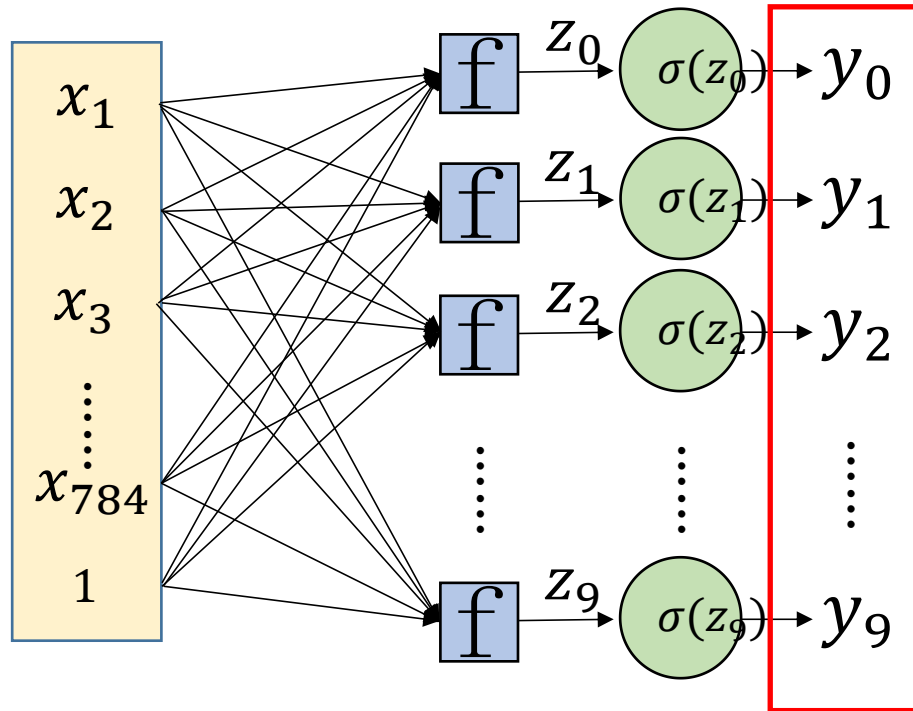 x₁ f z₀ σ(z₀) y₀
x₂ f z₁ σ(z₁) y₁
x₃ f z₂ σ(z₂) y₂
⋮ ⋮ ⋮ ⋮
x₇₈₄
1 f z₉ σ(z₉) y₉